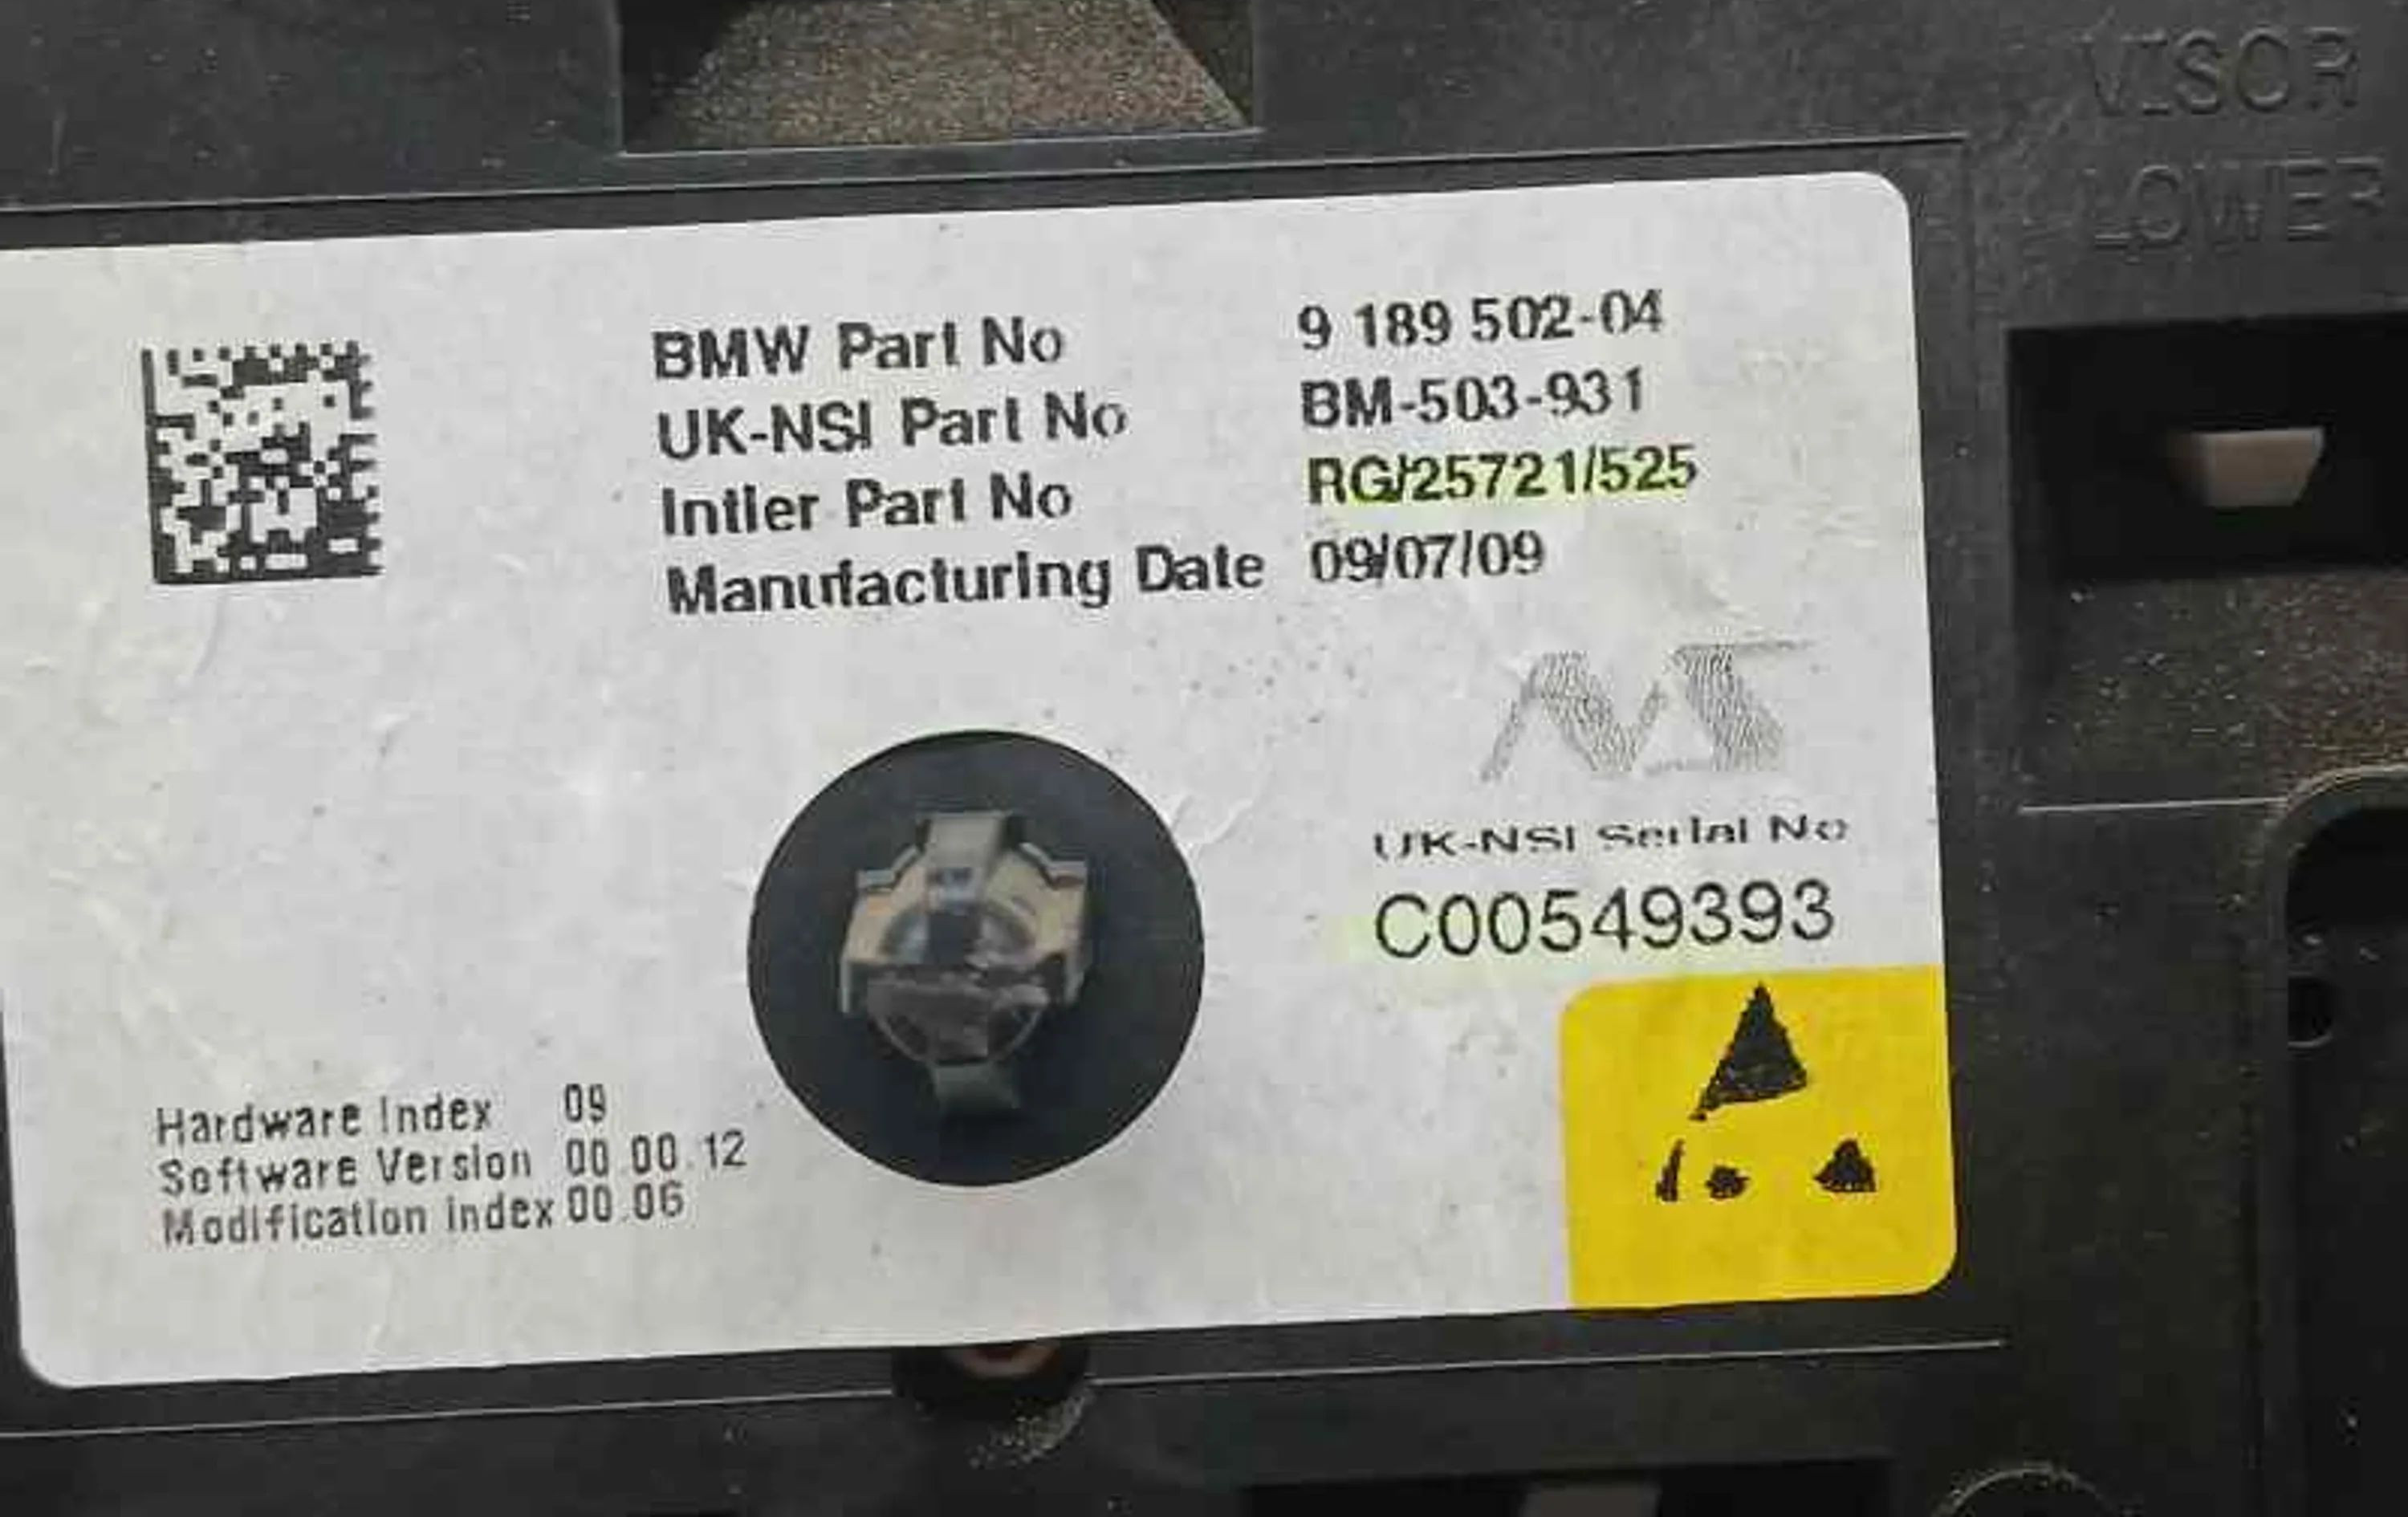 VISOR
LOWER
BMW Part No 9 189 502-04
UK-NSI Part No BM-503-931
Intier Part No RG/25721/525
Manufacturing Date 09/07/09
UK-NSI Serial No
C00549393
Hardware Index 09
Software Version 00.00.12
Modification index 00.06